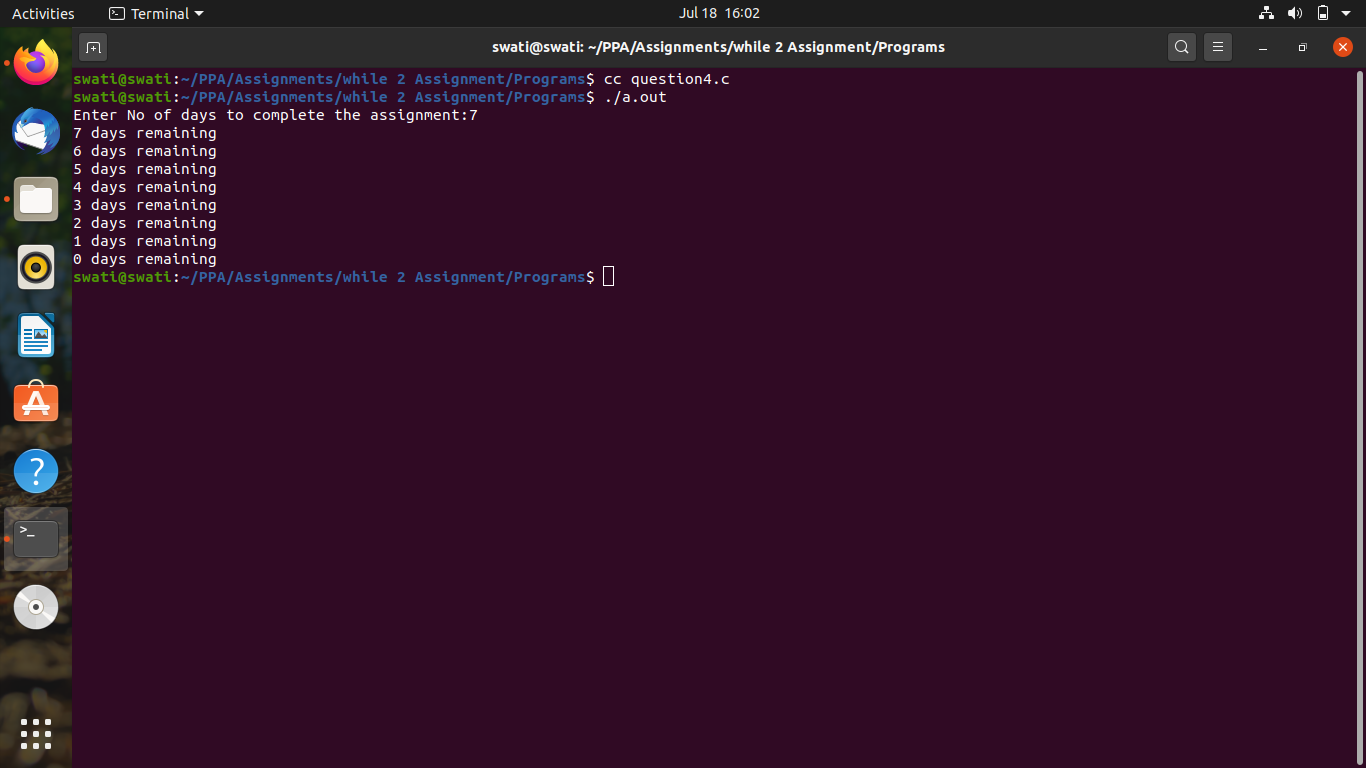 Activities
Terminal
Jul 18 16:02
swati@swati: ~/PPA/Assignments/while 2 Assignment/Programs
swati@swati:~/PPA/Assignments/while 2 Assignment/Programs$ cc question4.c
swati@swati:~/PPA/Assignments/while 2 Assignment/Programs$ ./a.out
Enter No of days to complete the assignment:7
7 days remaining
6 days remaining
5 days remaining
4 days remaining
3 days remaining
2 days remaining
1 days remaining
0 days remaining
swati@swati:~/PPA/Assignments/while 2 Assignment/Programs$